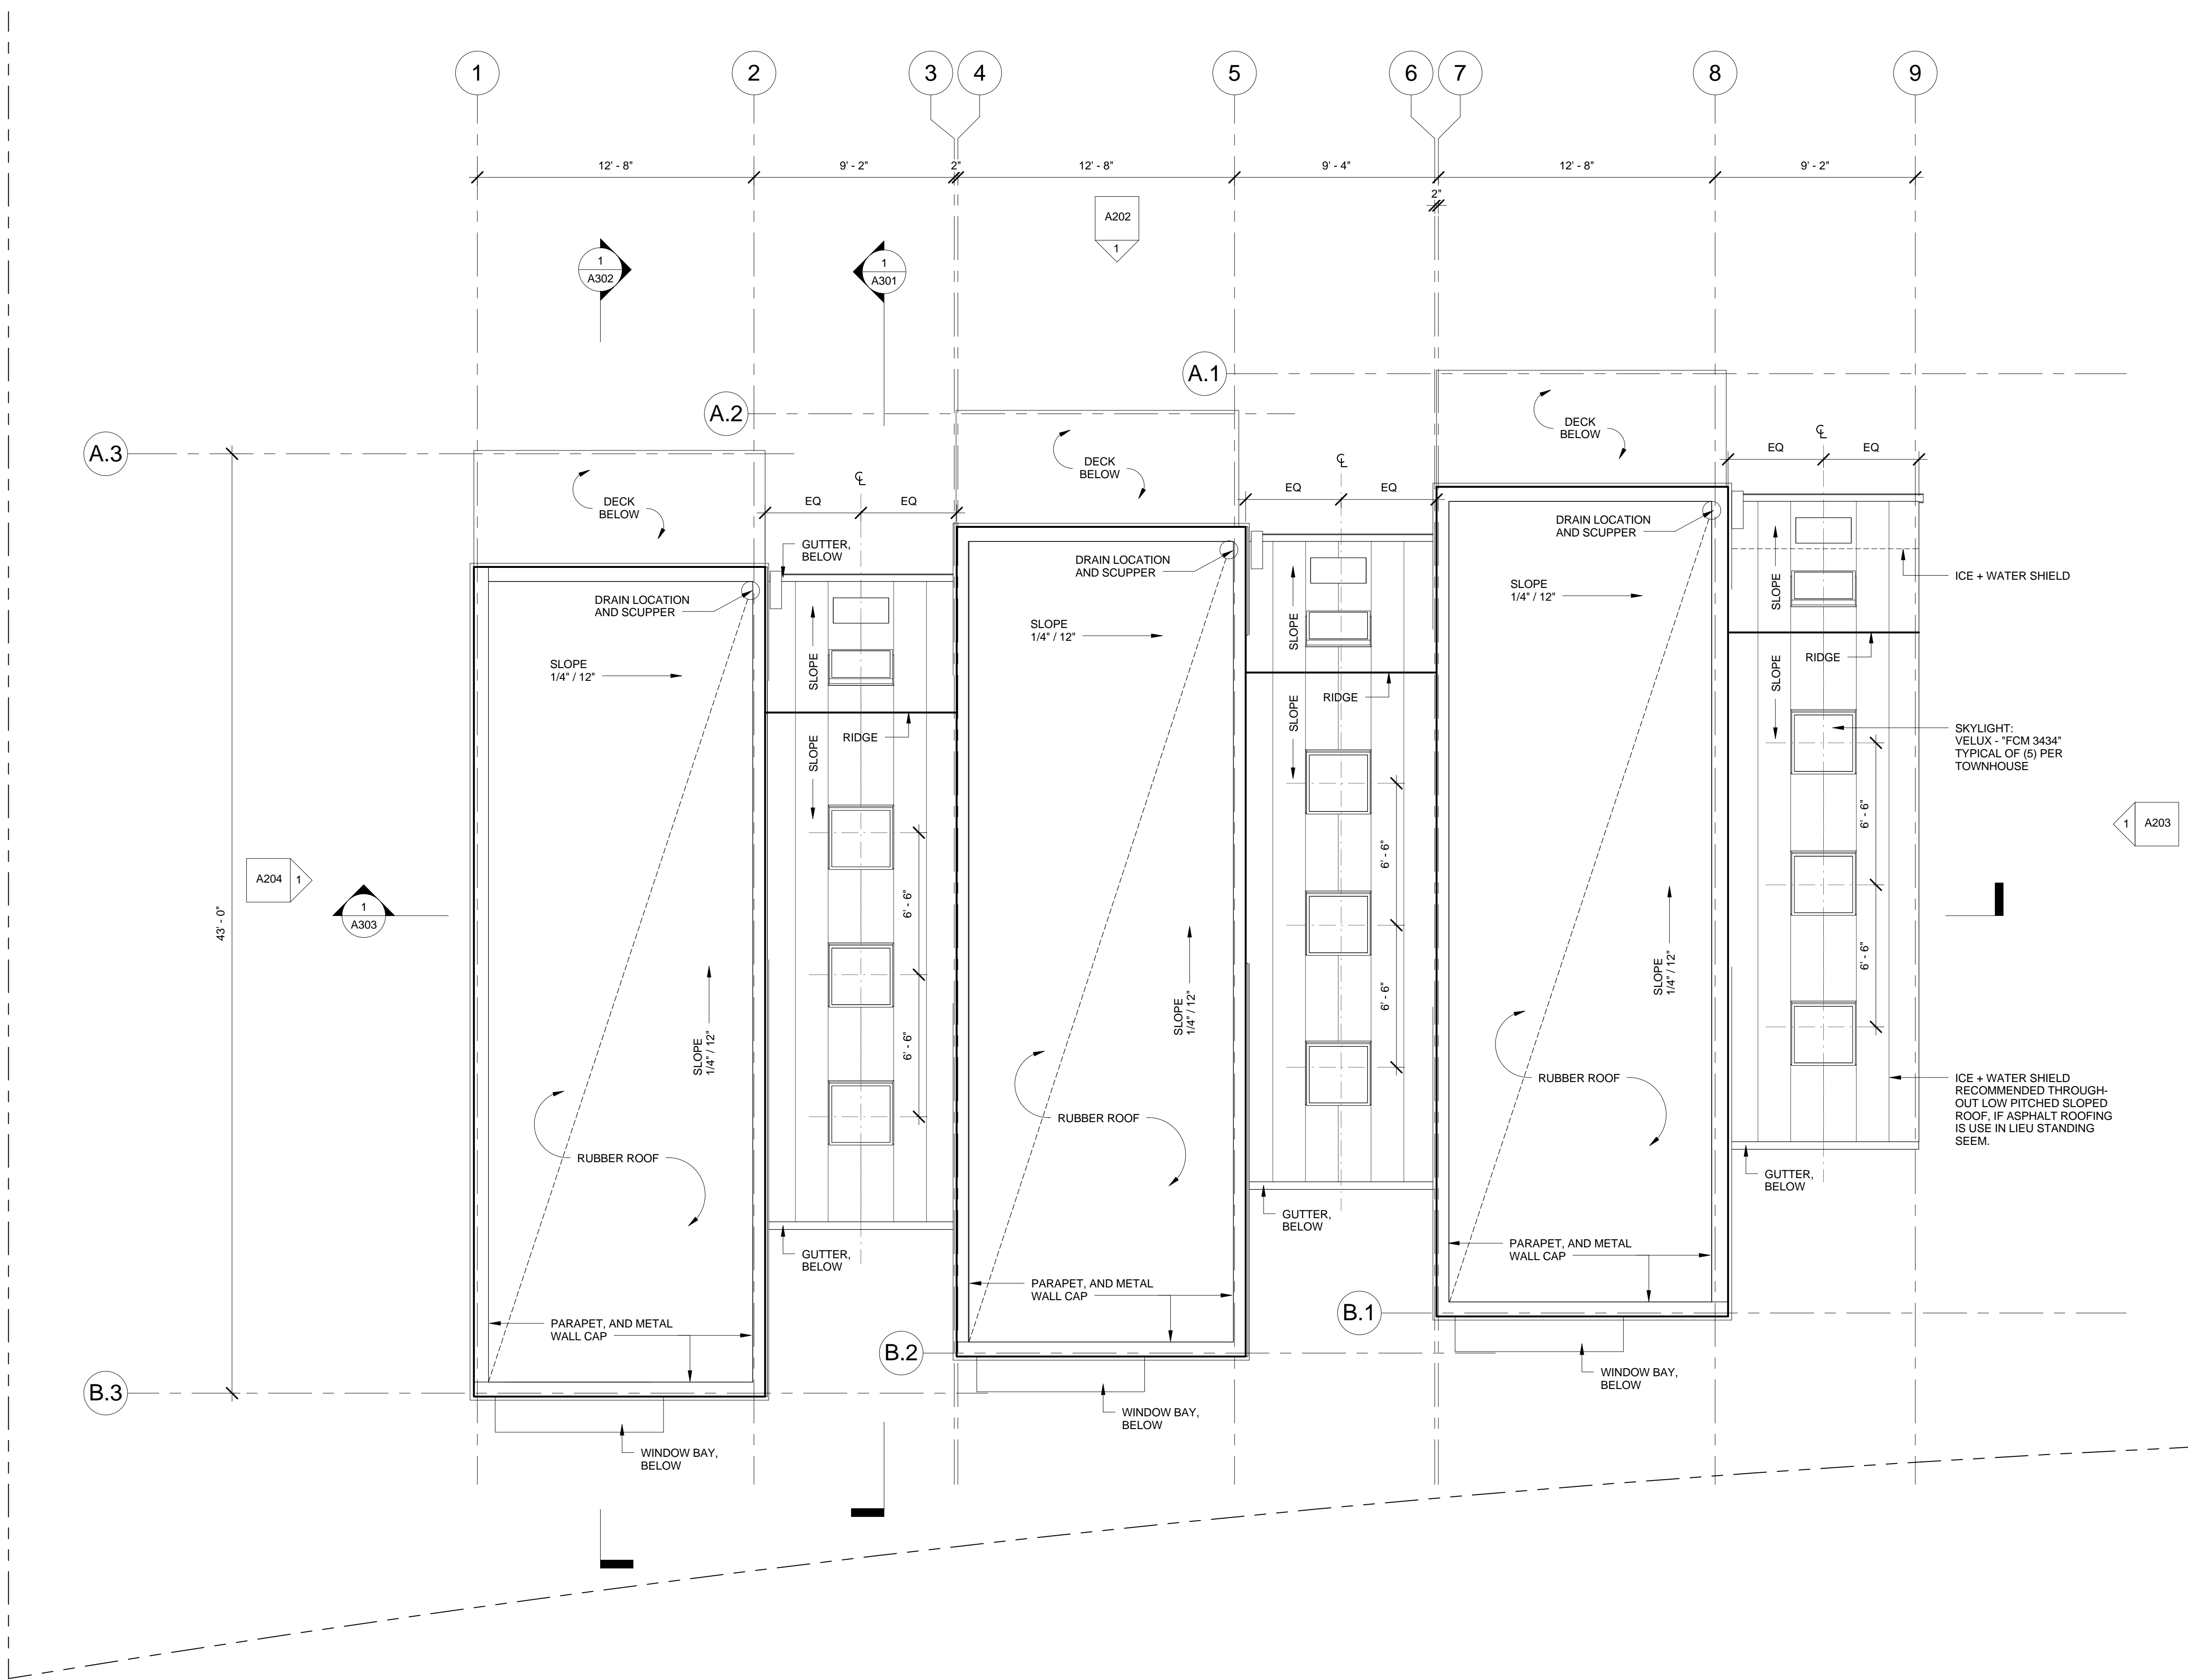 1
2
3
4
5
6
7
8
9
12' - 8"
9' - 2"
2"
12' - 8"
9' - 4"
12' - 8"
9' - 2"
2"
A202
1
1
A302
1
A301
A.1
A.2
A.3
DECK
BELOW
DECK
BELOW
DECK
BELOW
EQ
EQ
EQ
EQ
EQ
EQ
GUTTER,
BELOW
DRAIN LOCATION
AND SCUPPER
DRAIN LOCATION
AND SCUPPER
DRAIN LOCATION
AND SCUPPER
ICE + WATER SHIELD
SLOPE
1/4" / 12"
SLOPE
1/4" / 12"
SLOPE
1/4" / 12"
SLOPE
SLOPE
SLOPE
SLOPE
SLOPE
SLOPE
RIDGE
RIDGE
RIDGE
SKYLIGHT:
VELUX - "FCM 3434"
TYPICAL OF (5) PER
TOWNHOUSE
6' - 6"
6' - 6"
6' - 6"
6' - 6"
6' - 6"
6' - 6"
1
A203
A204
1
1
A303
43' - 0"
SLOPE
1/4" / 12"
SLOPE
1/4" / 12"
SLOPE
1/4" / 12"
RUBBER ROOF
RUBBER ROOF
RUBBER ROOF
ICE + WATER SHIELD
RECOMMENDED THROUGH-
OUT LOW PITCHED SLOPED
ROOF, IF ASPHALT ROOFING
IS USE IN LIEU STANDING
SEEM.
GUTTER,
BELOW
GUTTER,
BELOW
GUTTER,
BELOW
PARAPET, AND METAL
WALL CAP
PARAPET, AND METAL
WALL CAP
PARAPET, AND METAL
WALL CAP
B.1
B.2
B.3
WINDOW BAY,
BELOW
WINDOW BAY,
BELOW
WINDOW BAY,
BELOW